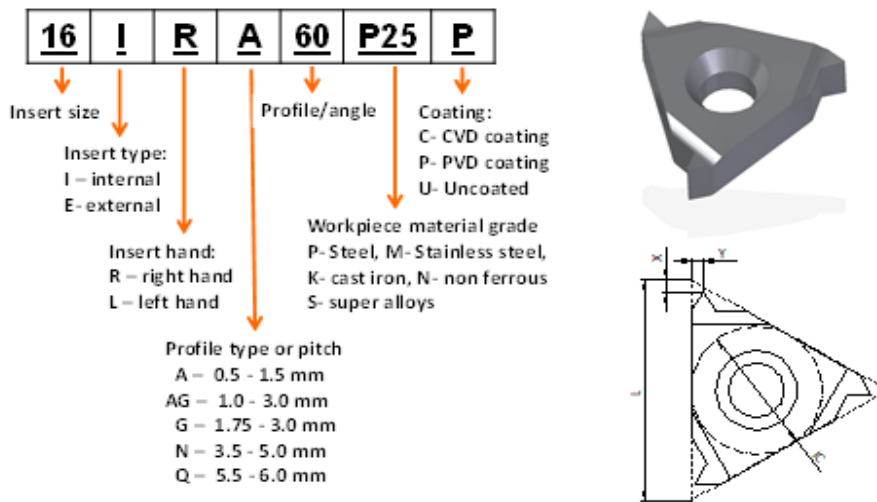 16 I R A 60 P25 P
Insert size
Profile/angle
Coating:
C- CVD coating
P- PVD coating
U- Uncoated
Insert type:
I – internal
E- external
Workpiece material grade
P- Steel, M- Stainless steel,
K- cast iron, N- non ferrous
S- super alloys
Insert hand:
R – right hand
L – left hand
Profile type or pitch
A – 0.5 - 1.5 mm
AG – 1.0 - 3.0 mm
G – 1.75 - 3.0 mm
N – 3.5 - 5.0 mm
Q – 5.5 - 6.0 mm
X
Y
L
IC